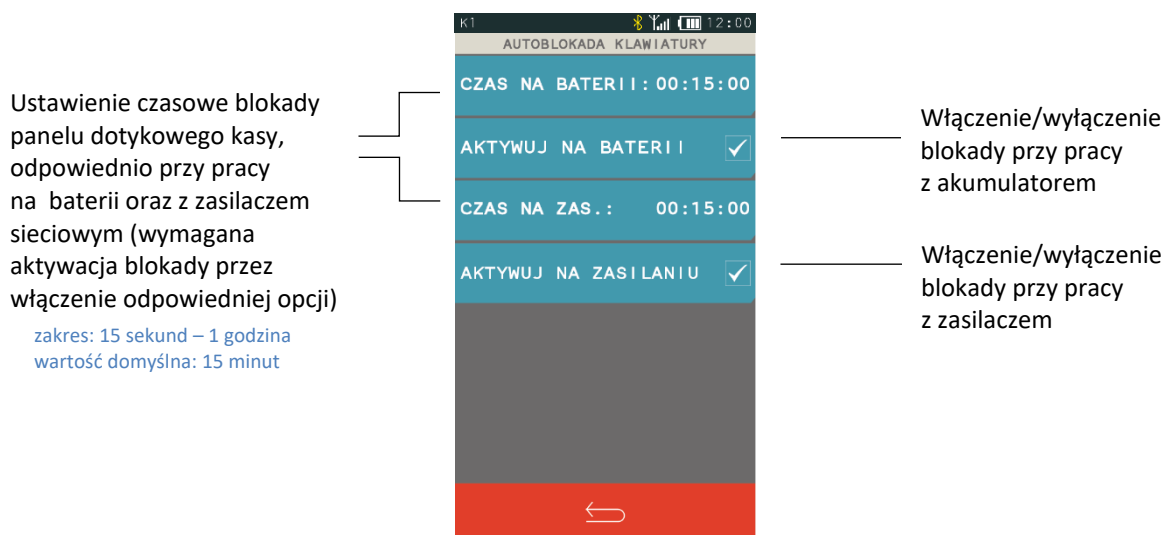 K1 12:00
AUTOBLOKADA KLAWIATURY
CZAS NA BATERII: 00:15:00
AKTYWUJ NA BATERII
CZAS NA ZAS.: 00:15:00
AKTYWUJ NA ZASILANIU
Ustawienie czasowe blokady
panelu dotykowego kasy,
odpowiednio przy pracy
na baterii oraz z zasilaczem
sieciowym (wymagana
aktywacja blokady przez
włączenie odpowiedniej opcji)
zakres: 15 sekund – 1 godzina
wartość domyślna: 15 minut
Włączenie/wyłączenie
blokady przy pracy
z akumulatorem
Włączenie/wyłączenie
blokady przy pracy
z zasilaczem